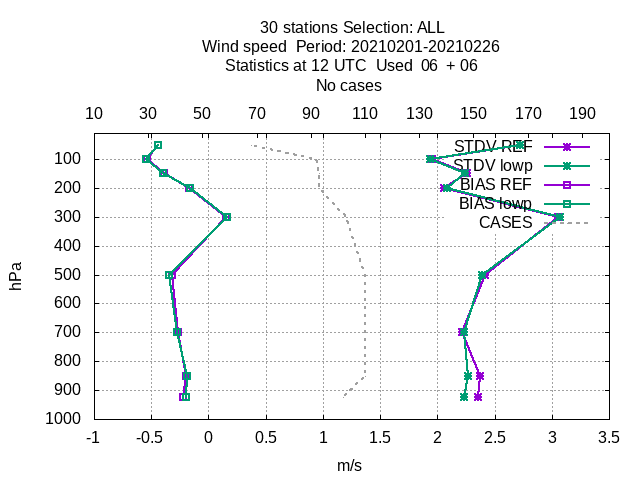 30 stations Selection: ALL
Wind speed  Period: 20210201-20210226
Statistics at 12 UTC  Used  06  + 06
No cases
10 30 50 70 90 110 130 150 170 190
STDV REF
STDV lowp
BIAS REF
BIAS lowp
CASES
100
200
300
400
500
600
700
800
900
1000
hPa
-1 -0.5 0 0.5 1 1.5 2 2.5 3 3.5
m/s